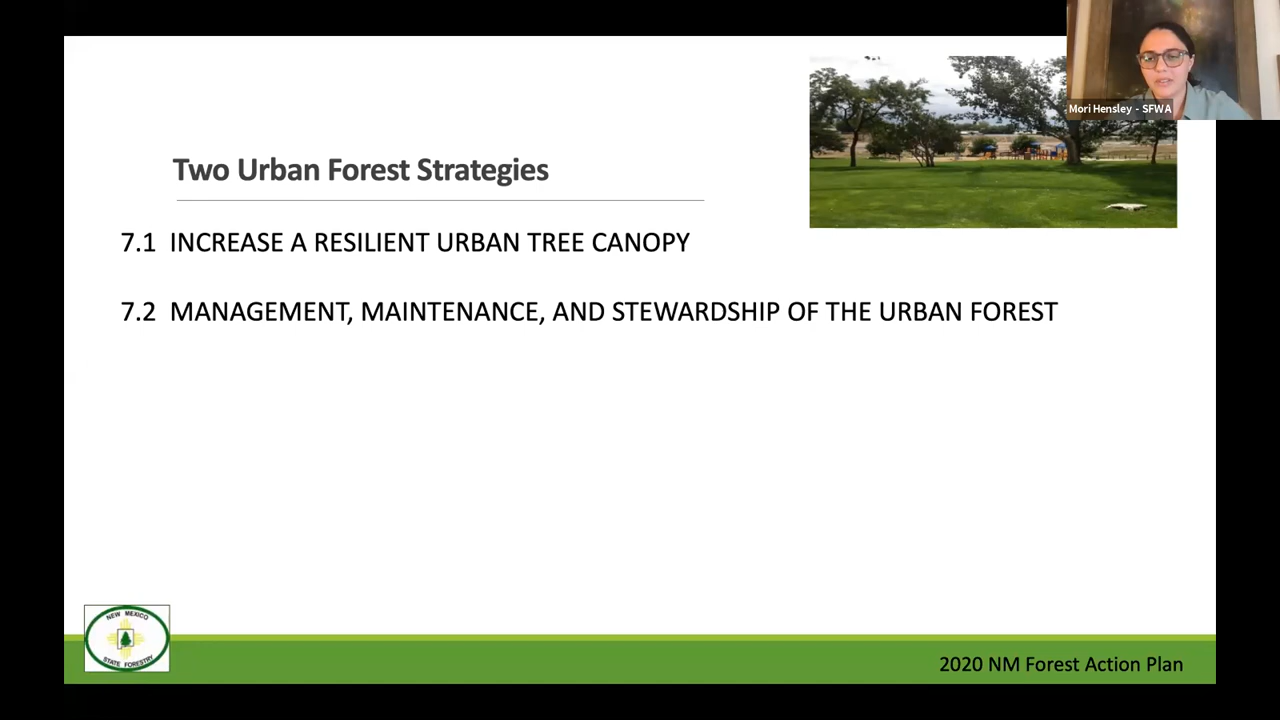 Mori Hensley - SFWA
Two Urban Forest Strategies
7.1 INCREASE A RESILIENT URBAN TREE CANOPY
7.2 MANAGEMENT, MAINTENANCE, AND STEWARDSHIP OF THE URBAN FOREST
NEW MEXICO
STATE FORESTRY
2020 NM Forest Action Plan